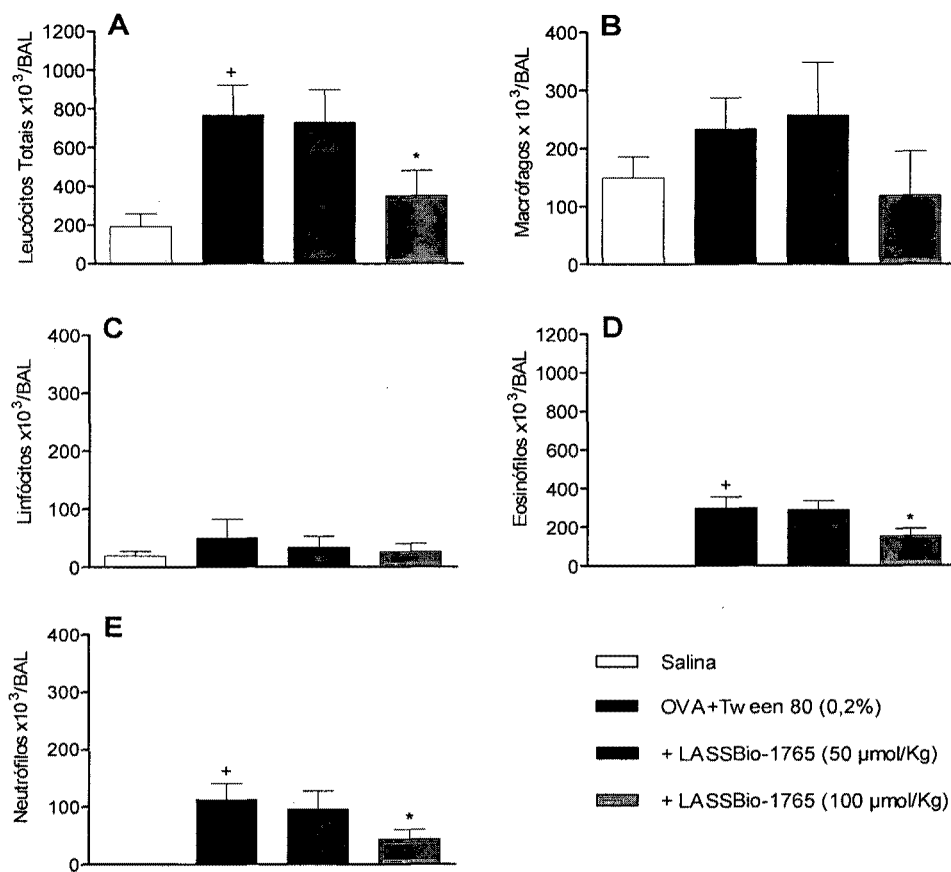 A
Leucócitos Totais x10³/BAL
1200
1000
800
600
400
200
0
+
*
B
Macrófagos x 10³/BAL
400
300
200
100
0
C
Linfócitos x10³/BAL
400
300
200
100
0
D
Eosinófilos x10³/BAL
1200
1000
800
600
400
200
0
+
*
E
Neutrófilos x10³/BAL
400
300
200
100
0
+
*
Salina
OVA+Tween 80 (0,2%)
+ LASSBio-1765 (50 µmol/Kg)
+ LASSBio-1765 (100 µmol/Kg)